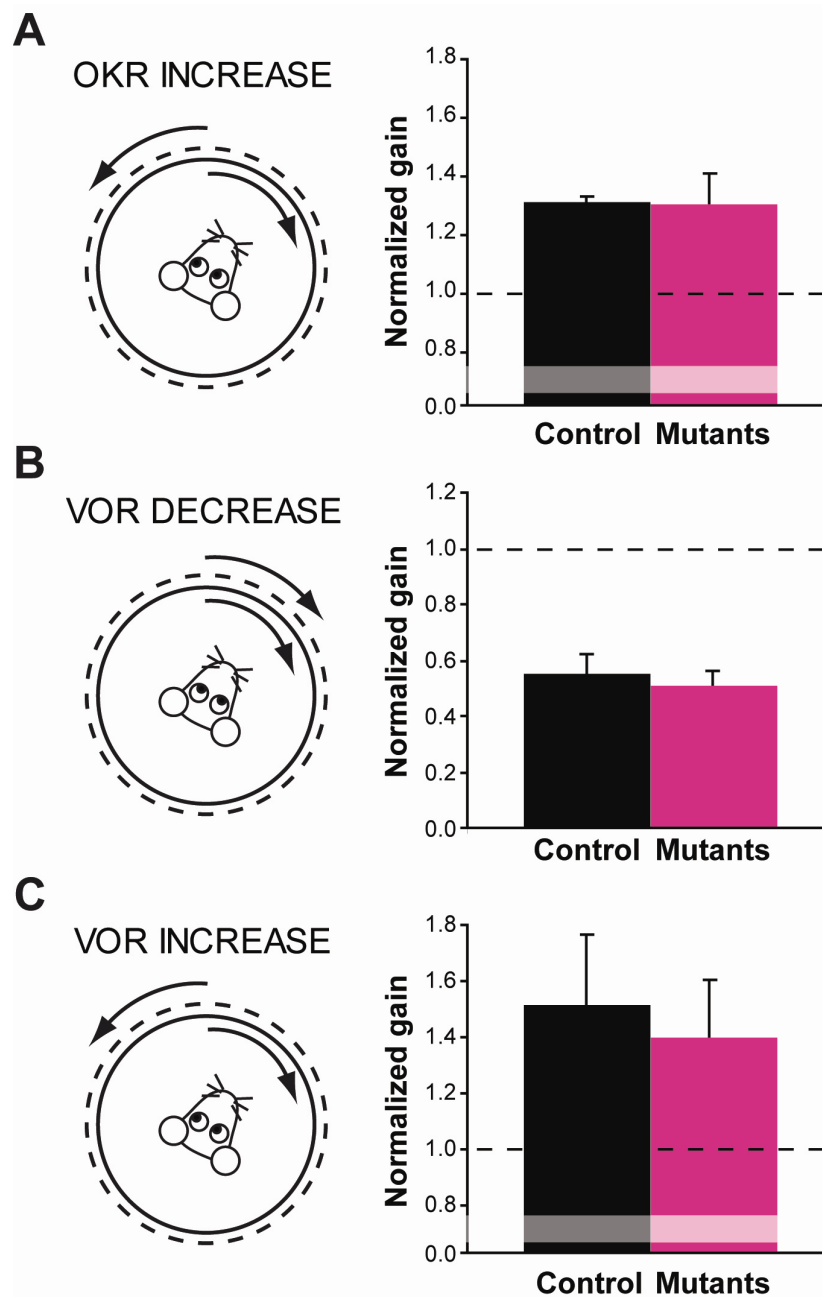 A
OKR INCREASE
Normalized gain
1.8
1.6
1.4
1.2
1.0
0.8
0.0
Control Mutants
B
VOR DECREASE
Normalized gain
1.2
1.0
0.8
0.6
0.4
0.2
0.0
Control Mutants
C
VOR INCREASE
Normalized gain
1.8
1.6
1.4
1.2
1.0
0.8
0.0
Control Mutants